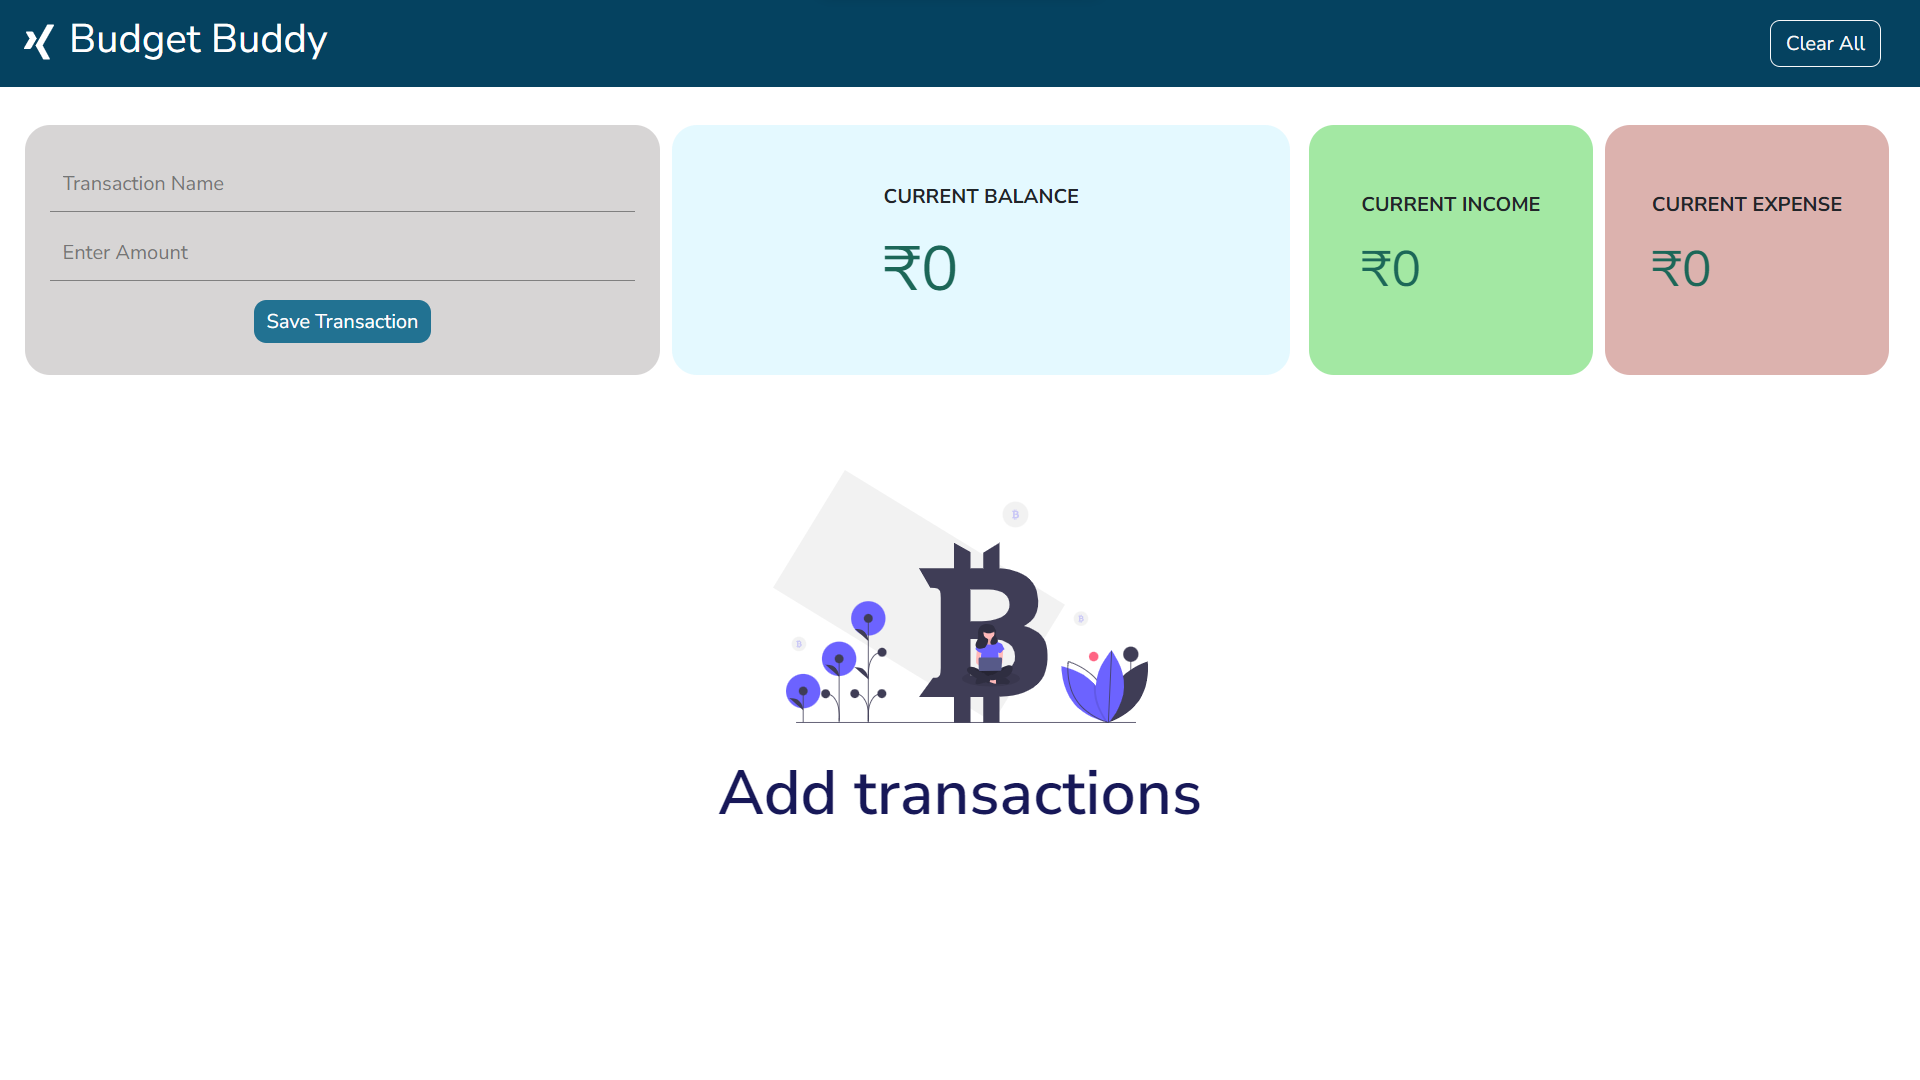 Budget Buddy
Clear All
Transaction Name
Enter Amount
Save Transaction
CURRENT BALANCE
₹0
CURRENT INCOME
₹0
CURRENT EXPENSE
₹0
Add transactions